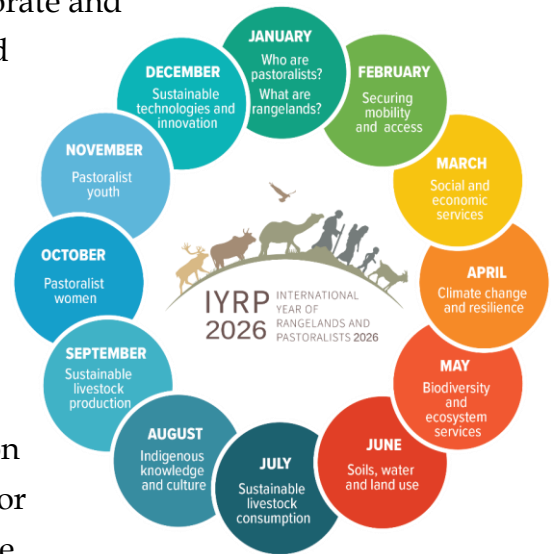 orate and
d
JANUARY
Who are
pastoralists?
What are
rangelands?
FEBRUARY
Securing
mobility
and access
MARCH
Social and
economic
services
APRIL
Climate change
and resilience
MAY
Biodiversity
and
ecosystem
services
JUNE
Soils, water
and land use
JULY
Sustainable
livestock
consumption
AUGUST
Indigenous
knowledge
and culture
SEPTEMBER
Sustainable
livestock
production
OCTOBER
Pastoralist
women
NOVEMBER
Pastoralist
youth
DECEMBER
Sustainable
technologies and
innovation
IYRP
2026
INTERNATIONAL
YEAR OF
RANGELANDS AND
PASTORALISTS 2026
on
or
e